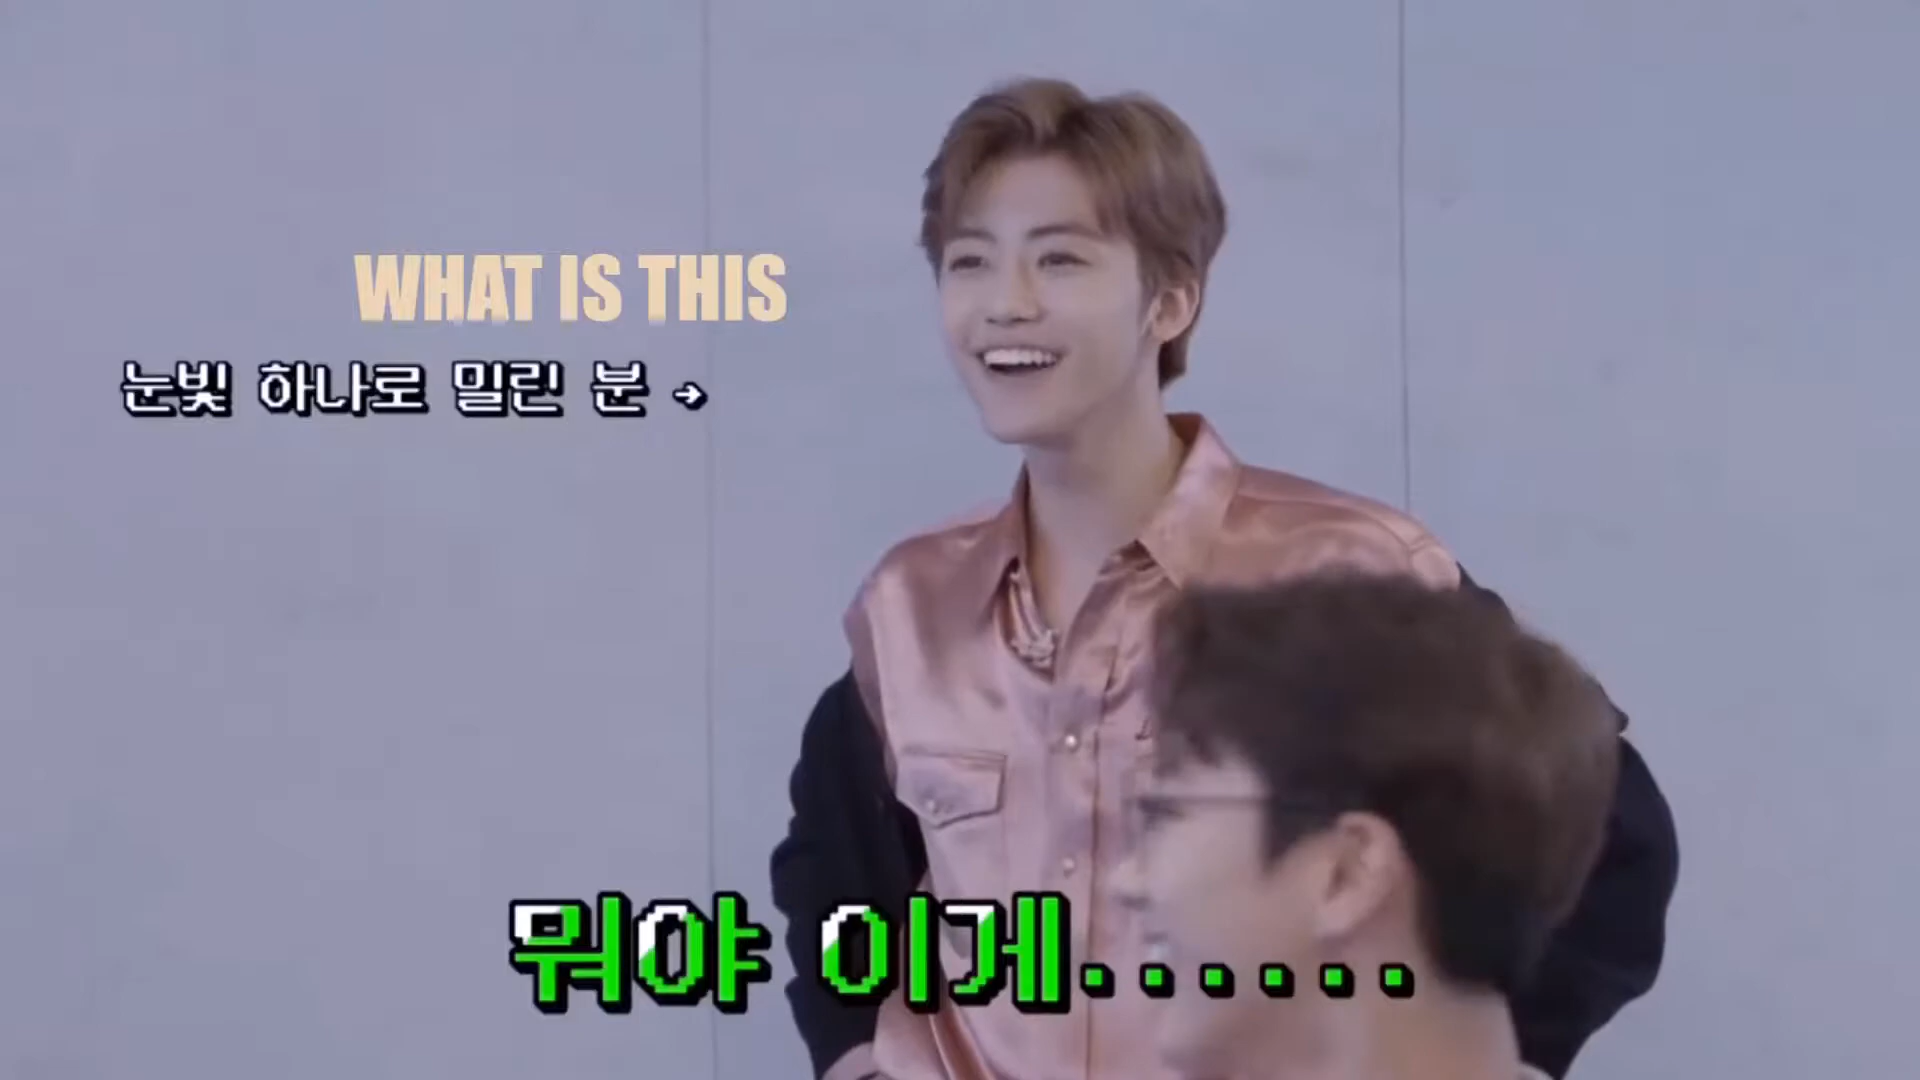 WHAT IS THIS
눈빛 하나로 밀린 분 →
뭐야 이게......